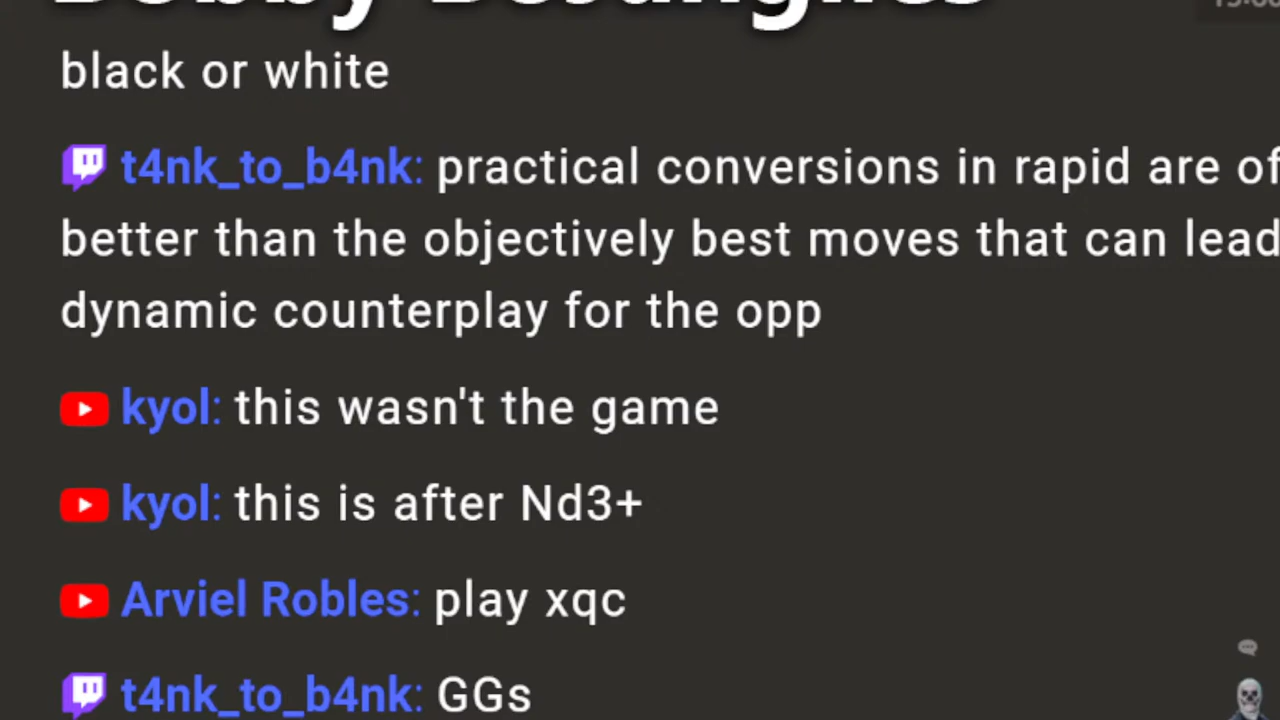 black or white
t4nk_to_b4nk: practical conversions in rapid are
better than the objectively best moves that can lead
dynamic counterplay for the opp
kyol: this wasn't the game
kyol: this is after Nd3+
Arviel Robles: play xqc
t4nk_to_b4nk: GGs